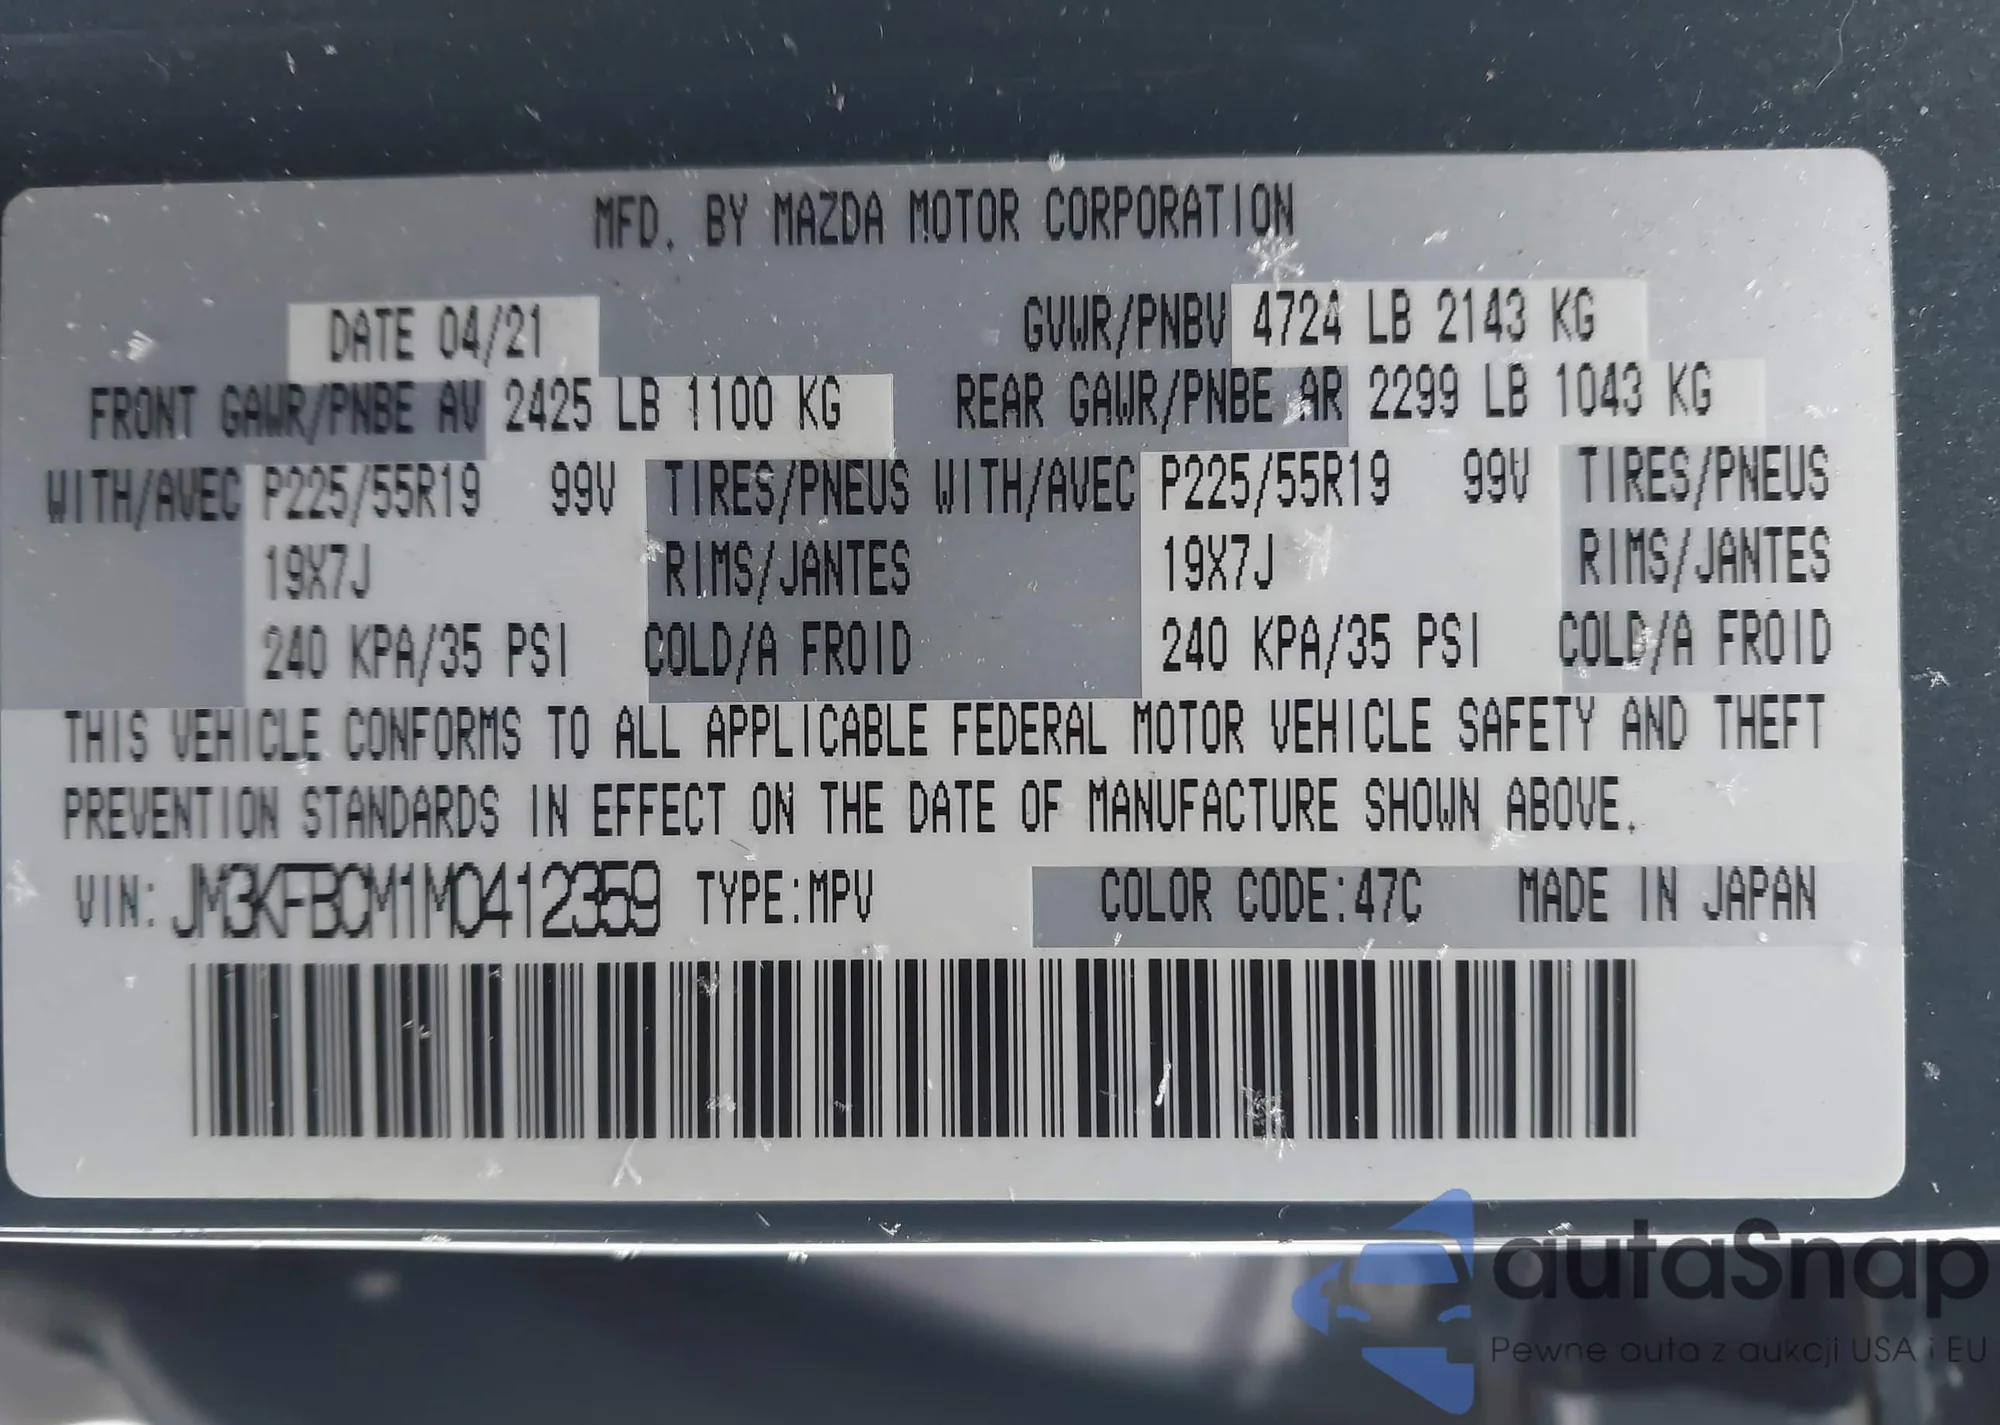 MFD. BY MAZDA MOTOR CORPORATION
DATE 04/21 GVWR/PNBV 4724 LB 2143 KG
FRONT GAWR/PNBE AV 2425 LB 1100 KG REAR GAWR/PNBE AR 2299 LB 1043 KG
WITH/AVEC P225/55R19 99V TIRES/PNEUS WITH/AVEC P225/55R19 99V TIRES/PNEUS
19X7J RIMS/JANTES 19X7J RIMS/JANTES
240 KPA/35 PSI COLD/A FROID 240 KPA/35 PSI COLD/A FROID
THIS VEHICLE CONFORMS TO ALL APPLICABLE FEDERAL MOTOR VEHICLE SAFETY AND THEFT
PREVENTION STANDARDS IN EFFECT ON THE DATE OF MANUFACTURE SHOWN ABOVE.
VIN: JM3KFBCM1M0412359 TYPE:MPV COLOR CODE:47C MADE IN JAPAN
autaSnap
Pewne auta z aukcji USA i EU